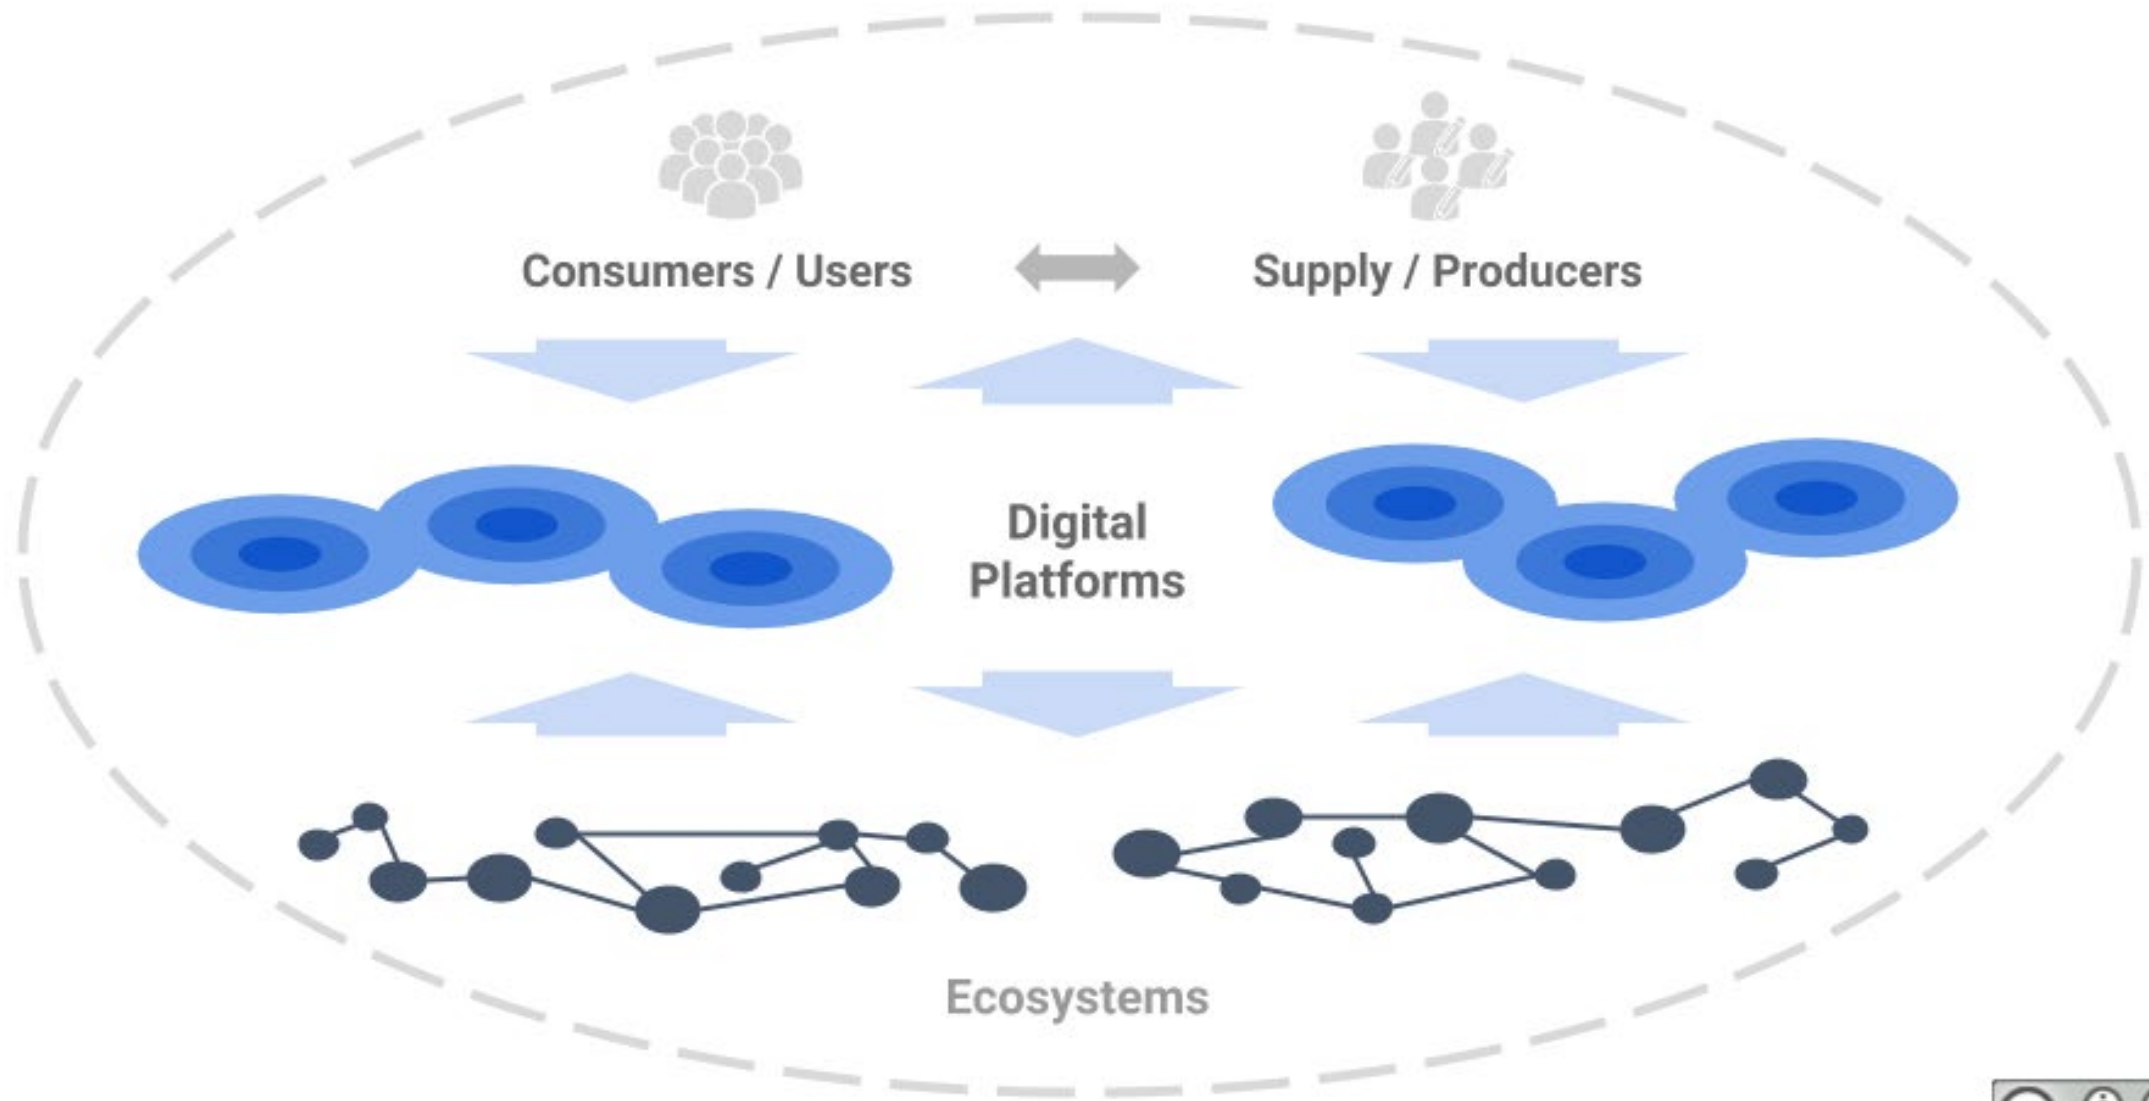 Consumers / Users
Supply / Producers
Digital
Platforms
Ecosystems